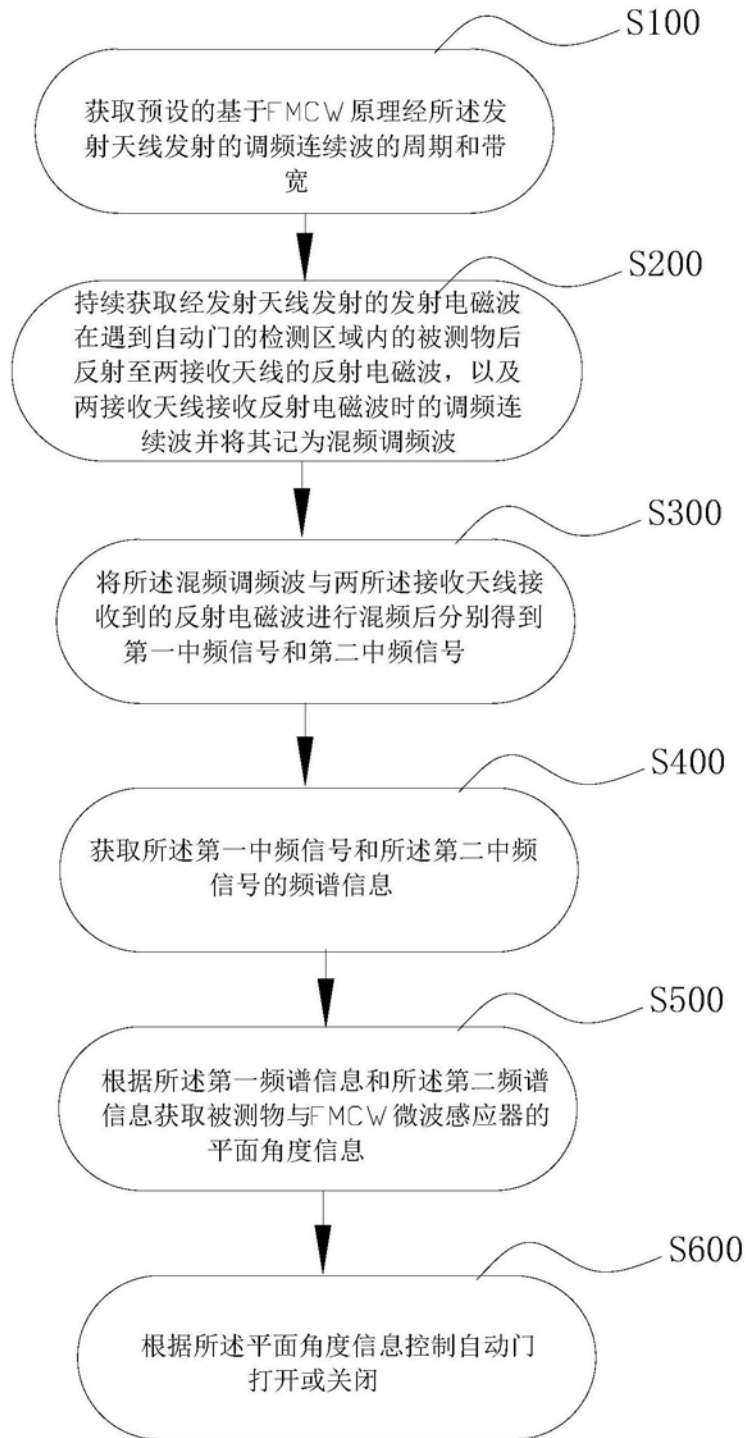 S100
获取预设的基于FMCW原理经所述发
射天线发射的调频连续波的周期和带
宽
S200
持续获取经发射天线发射的发射电磁波
在遇到自动门的检测区域内的被测物后
反射至两接收天线的反射电磁波，以及
两接收天线接收反射电磁波时的调频连
续波并将其记为混频调频波
S300
将所述混频调频波与两所述接收天线接
收到的反射电磁波进行混频后分别得到
第一中频信号和第二中频信号
S400
获取所述第一中频信号和所述第二中频
信号的频谱信息
S500
根据所述第一频谱信息和所述第二频谱
信息获取被测物与FMCW微波感应器的
平面角度信息
S600
根据所述平面角度信息控制自动门
打开或关闭